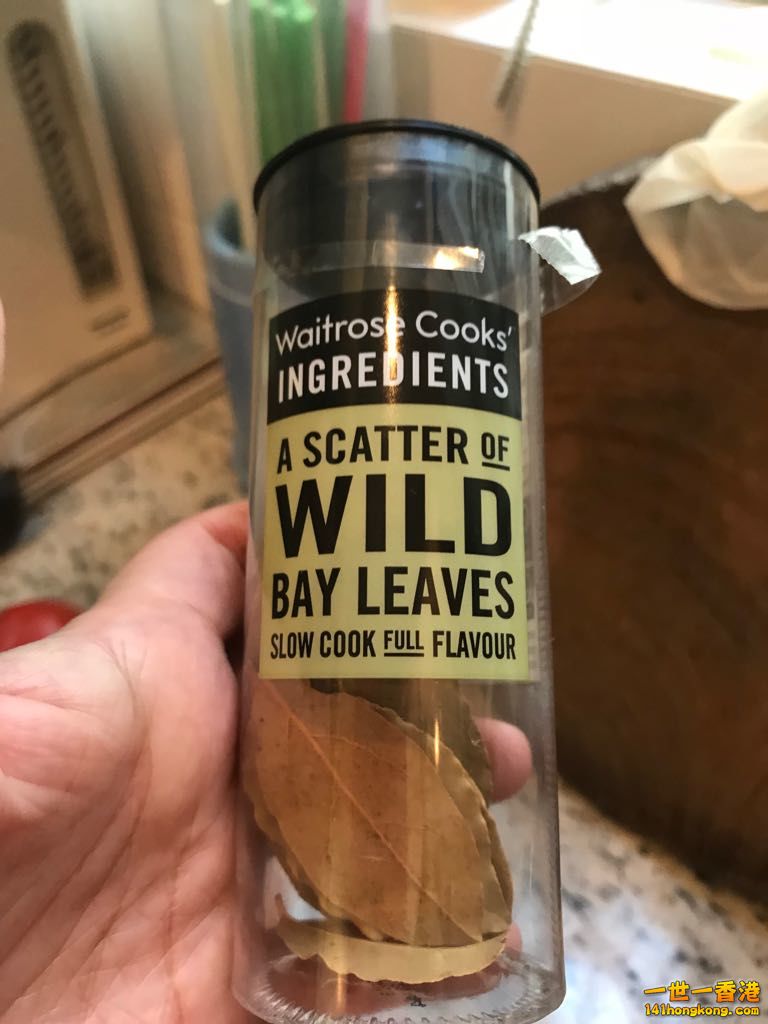 Waitrose Cooks'
INGREDIENTS
A SCATTER OF
WILD
BAY LEAVES
SLOW COOK FULL FLAVOUR
一世一香港
141hongkong.com